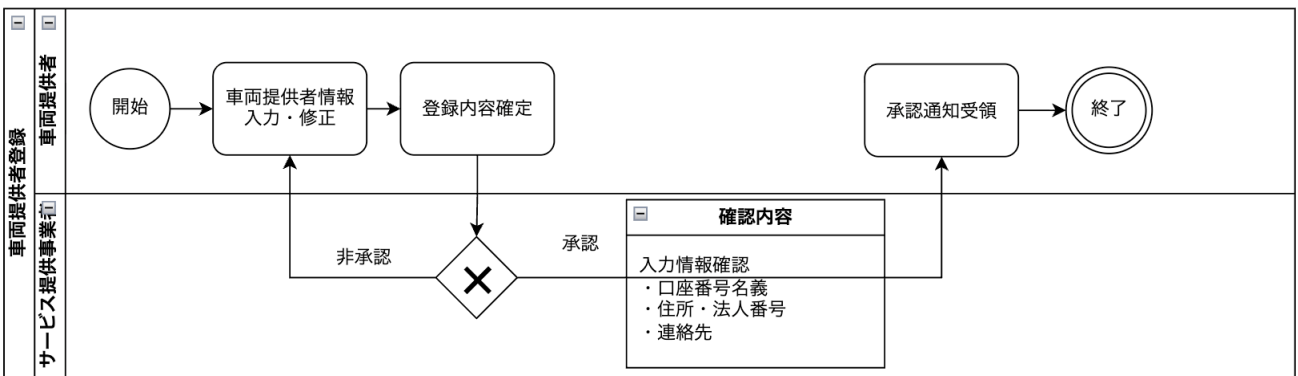 車両提供者登録
車両提供者
開始
車両提供者情報
入力・修正
登録内容確定
承認通知受領
終了
サービス提供事業者
非承認
承認
確認内容
入力情報確認
・口座番号名義
・住所・法人番号
・連絡先